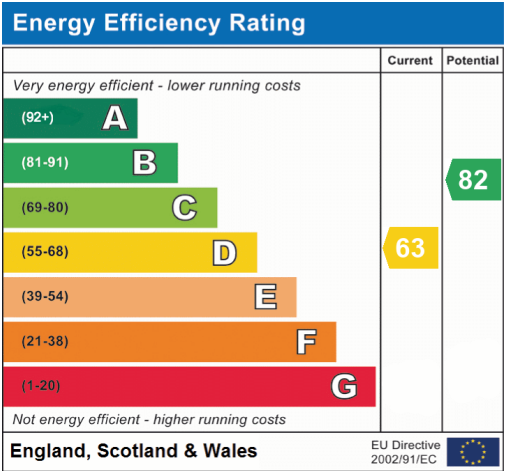 Energy Efficiency Rating
Current Potential
Very energy efficient - lower running costs
(92+) A
(81-91) B
82
(69-80) C
(55-68) D
63
(39-54) E
(21-38) F
(1-20) G
Not energy efficient - higher running costs
England, Scotland & Wales
EU Directive
2002/91/EC